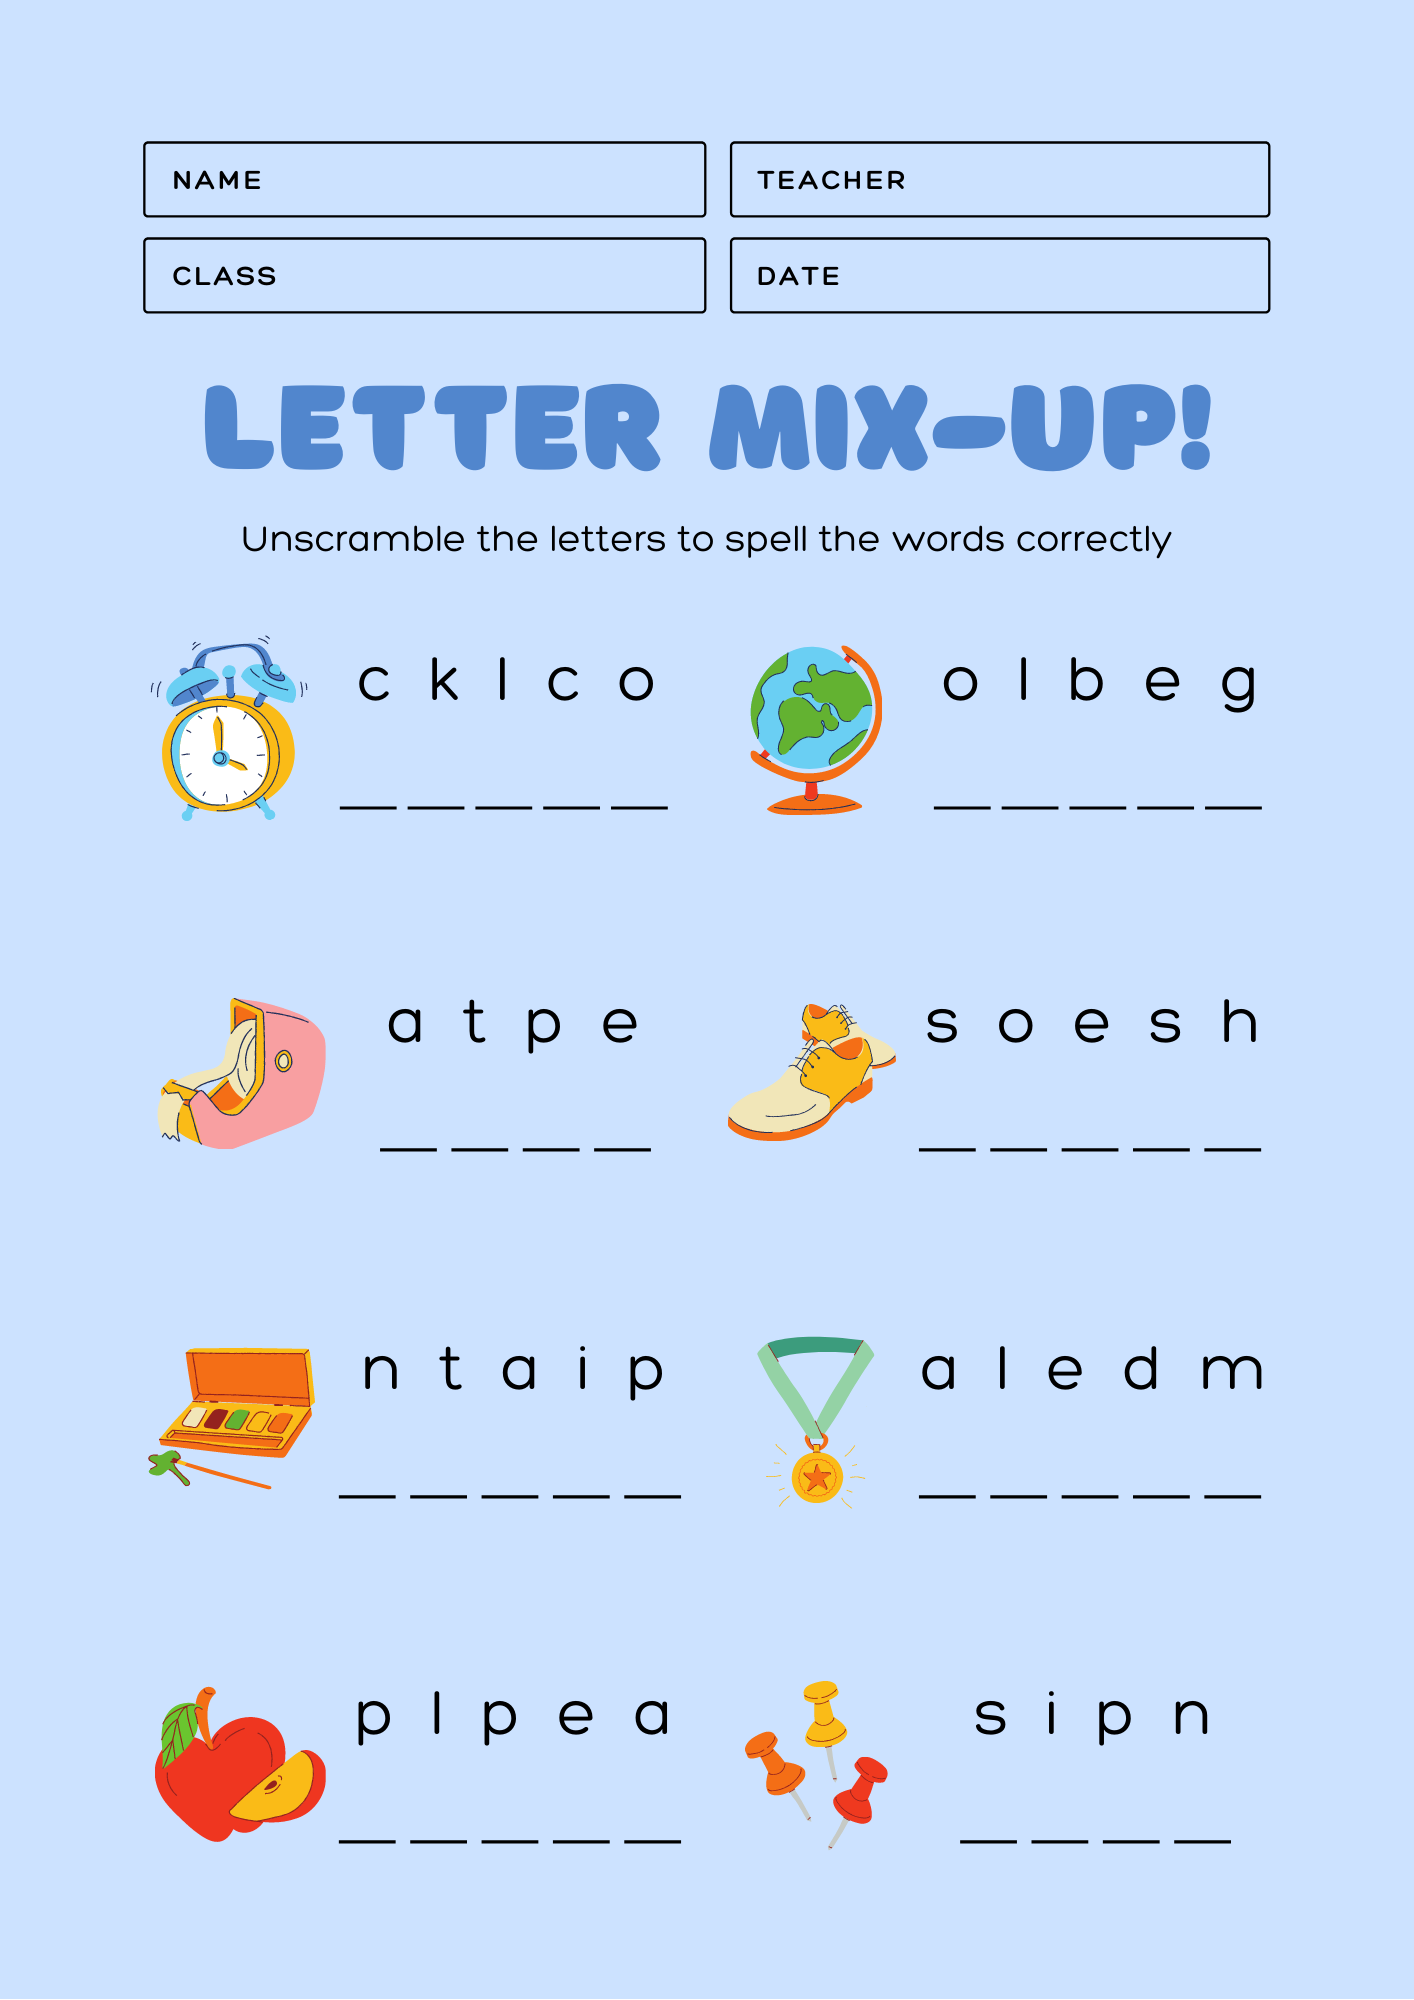 NAME
TEACHER
CLASS
DATE
LETTER MIX-UP!
Unscramble the letters to spell the words correctly
c k l c o
o l b e g
_ _ _ _ _
_ _ _ _ _
a t p e
s o e s h
_ _ _ _
_ _ _ _ _
n t a i p
a l e d m
_ _ _ _ _
_ _ _ _ _
p l p e a
s i p n
_ _ _ _ _
_ _ _ _